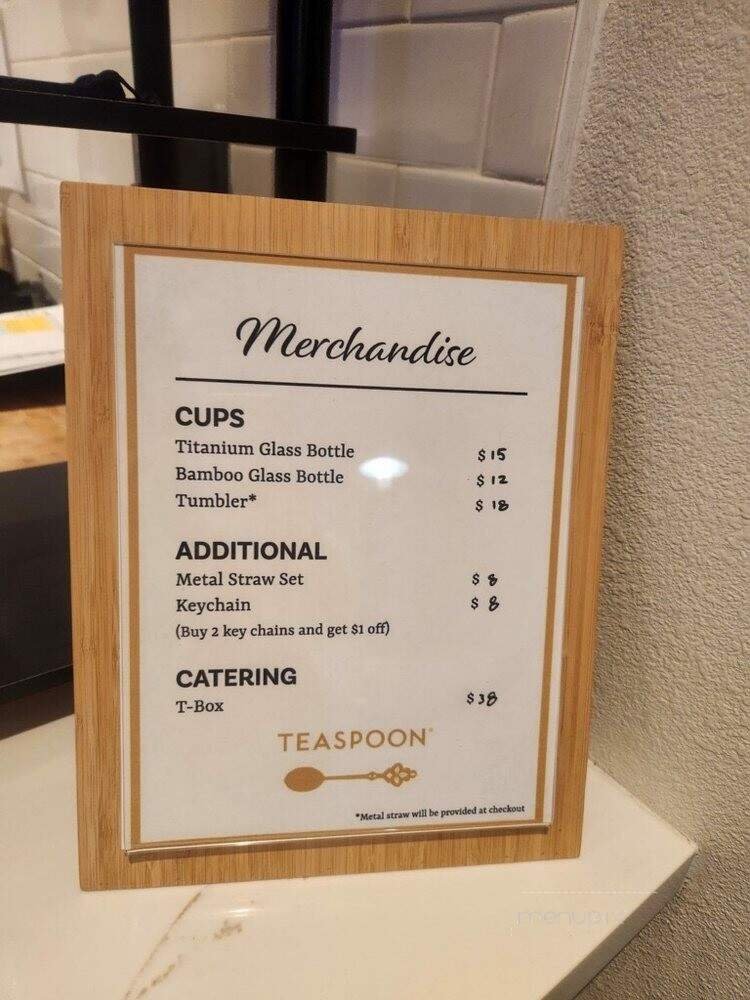 Merchandise
CUPS
Titanium Glass Bottle $15
Bamboo Glass Bottle $12
Tumbler* $18
ADDITIONAL
Metal Straw Set $8
Keychain $8
(Buy 2 key chains and get $1 off)
CATERING
T-Box $38
TEASPOON
*Metal straw will be provided at checkout